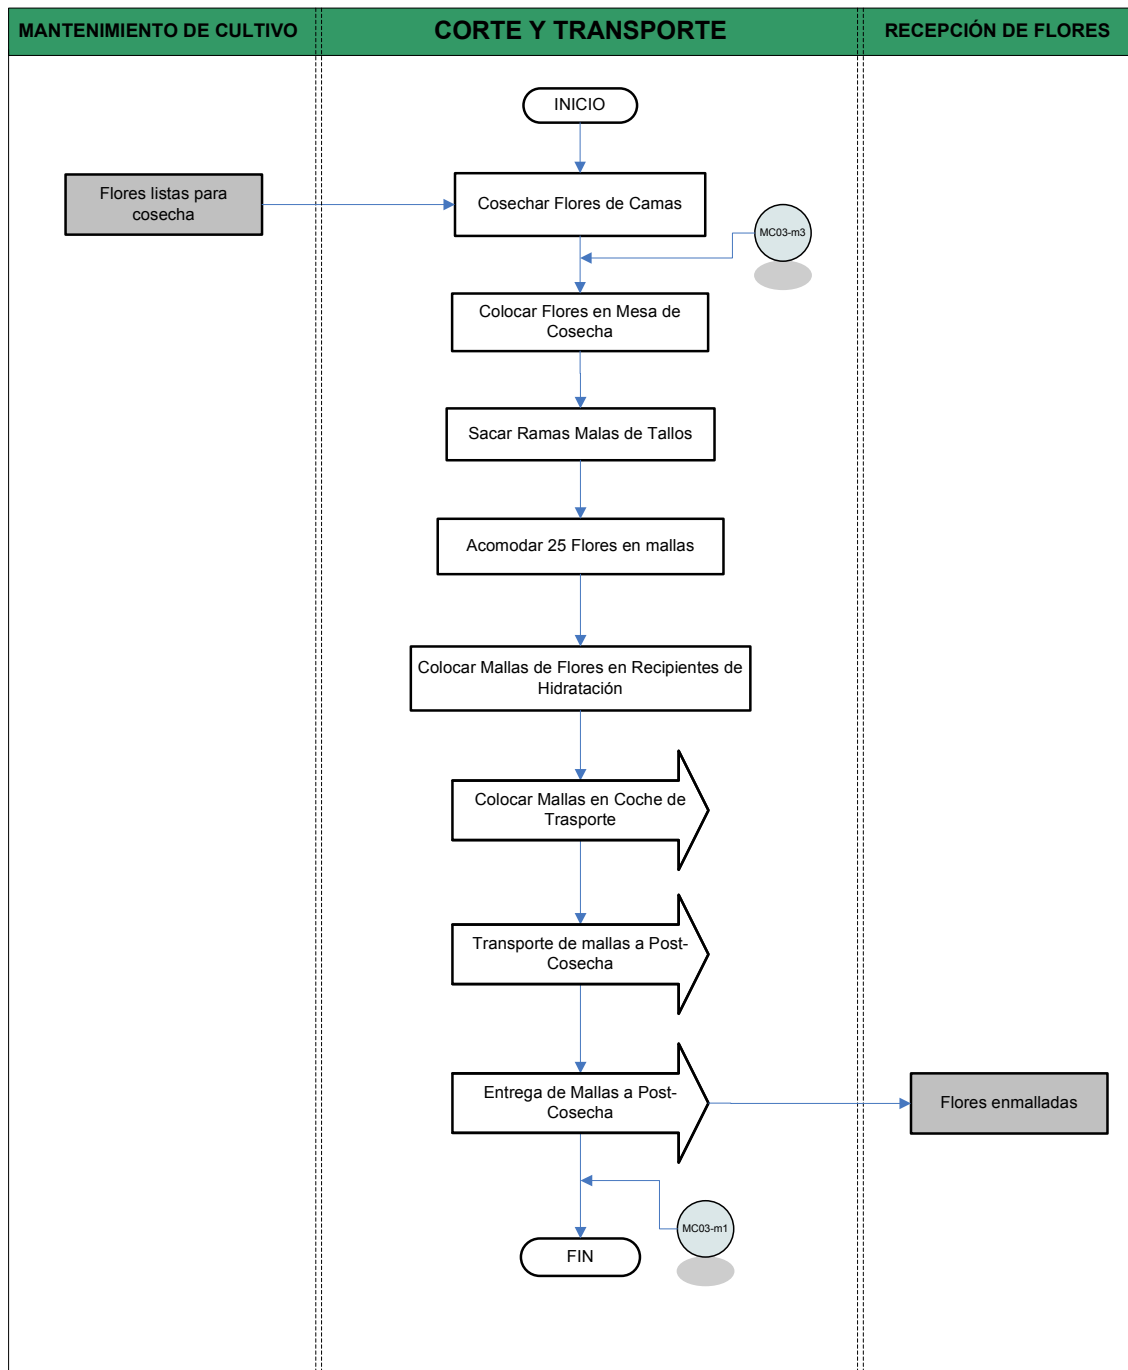 MANTENIMIENTO DE CULTIVO
CORTE Y TRANSPORTE
RECEPCIÓN DE FLORES
INICIO
Flores listas para
cosecha
Cosechar Flores de Camas
MC03-m3
Colocar Flores en Mesa de
Cosecha
Sacar Ramas Malas de Tallos
Acomodar 25 Flores en mallas
Colocar Mallas de Flores en Recipientes de
Hidratación
Colocar Mallas en Coche de
Trasporte
Transporte de mallas a Post-
Cosecha
Entrega de Mallas a Post-
Cosecha
Flores enmalladas
MC03-m1
FIN